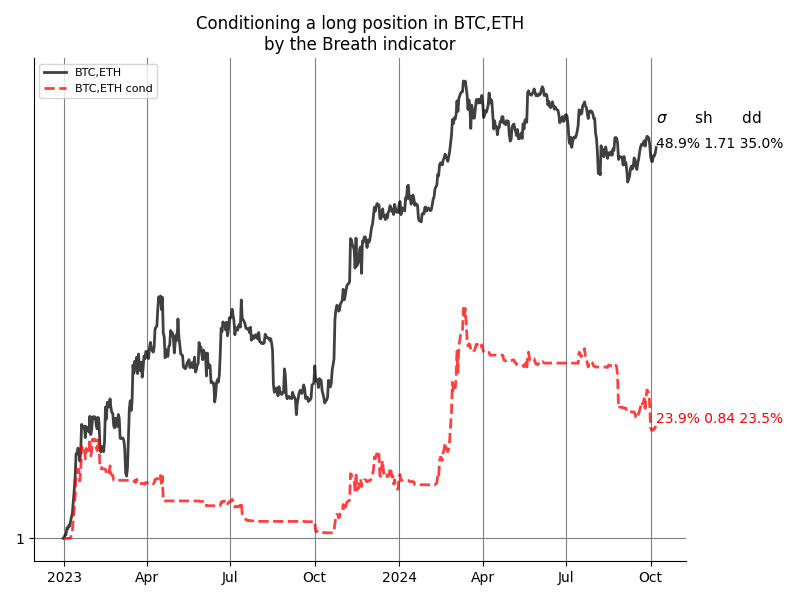 Conditioning a long position in BTC,ETH
by the Breath indicator
BTC,ETH
BTC,ETH cond
σ sh dd
48.9% 1.71 35.0%
23.9% 0.84 23.5%
1
2023 Apr Jul Oct 2024 Apr Jul Oct